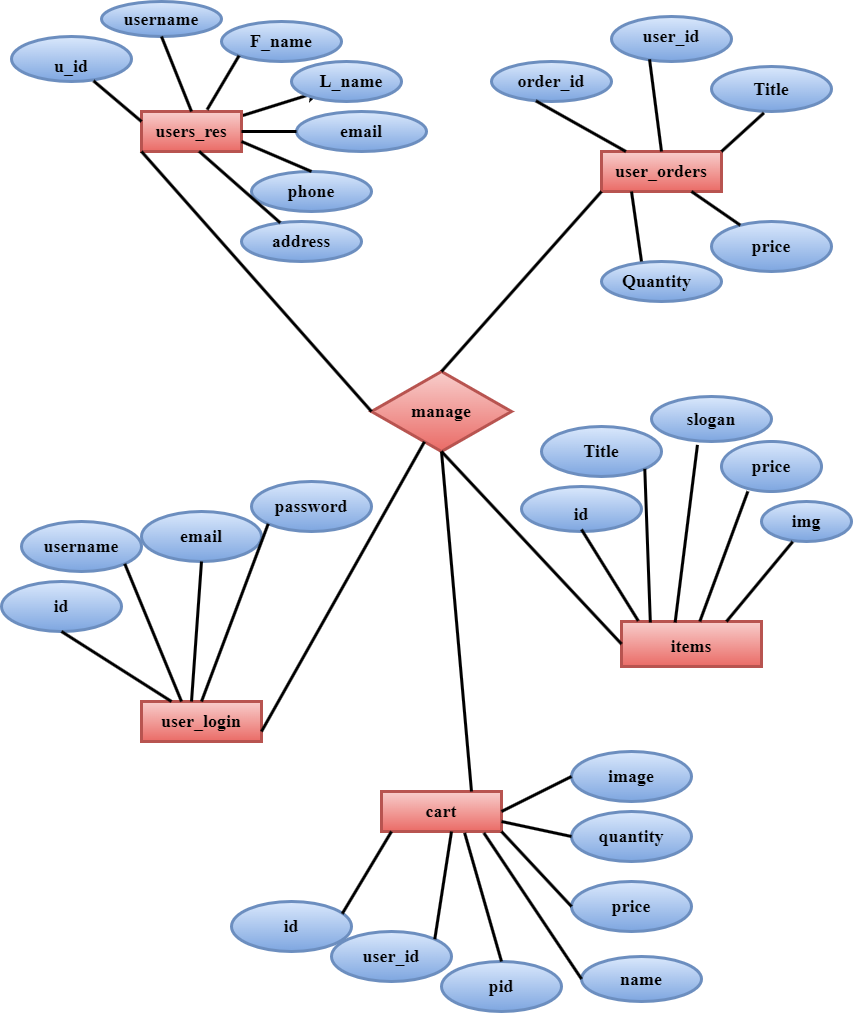 username
F_name
u_id
L_name
users_res
email
phone
address
user_id
order_id
Title
user_orders
price
Quantity
manage
slogan
Title
price
id
img
items
password
email
username
id
user_login
image
cart
quantity
price
id
user_id
pid
name